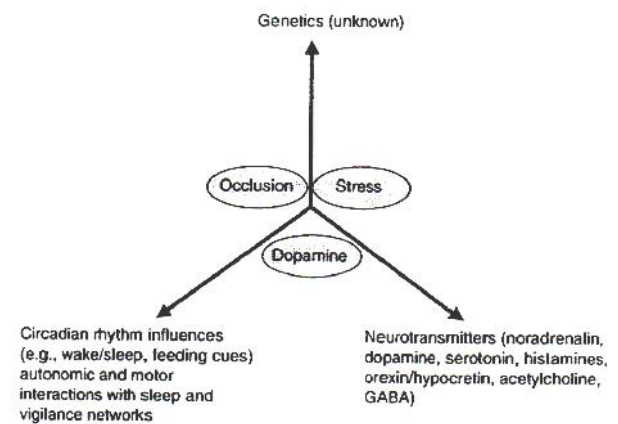 Genetics (unknown)
Occlusion
Stress
Dopamine
Circadian rhythm influences
(e.g., wake/sleep, feeding cues)
autonomic and motor
interactions with sleep and
vigilance networks
Neurotransmitters (noradrenalin,
dopamine, serotonin, histamines,
orexin/hypocretin, acetylcholine,
GABA)